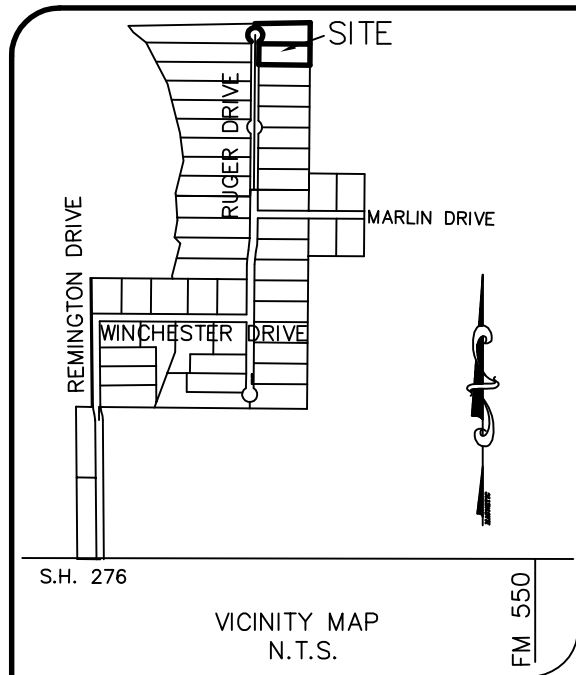 SITE
RUGER DRIVE
MARLIN DRIVE
REMINGTON DRIVE
WINCHESTER DRIVE
S.H. 276
FM 550
VICINITY MAP
N.T.S.